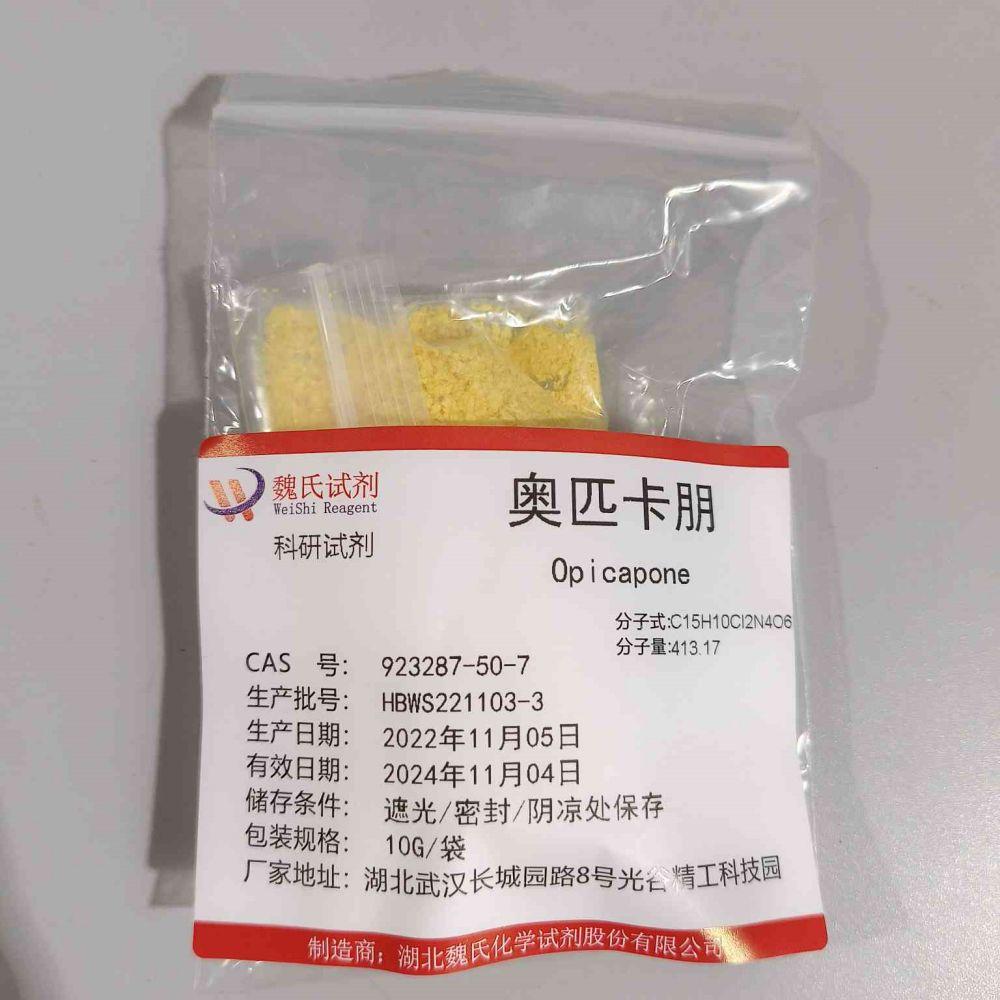 魏氏试剂
WeiShi Reagent
科研试剂
奥匹卡朋
Opicapone
分子式:C15H10Cl2N4O6
分子量:413.17
CAS 号: 923287-50-7
生产批号: HBWS221103-3
生产日期: 2022年11月05日
有效日期: 2024年11月04日
储存条件: 遮光/密封/阴凉处保存
包装规格: 10G/袋
厂家地址: 湖北武汉长城园路8号光谷精工科技园
制造商: 湖北魏氏化学试剂股份有限公司